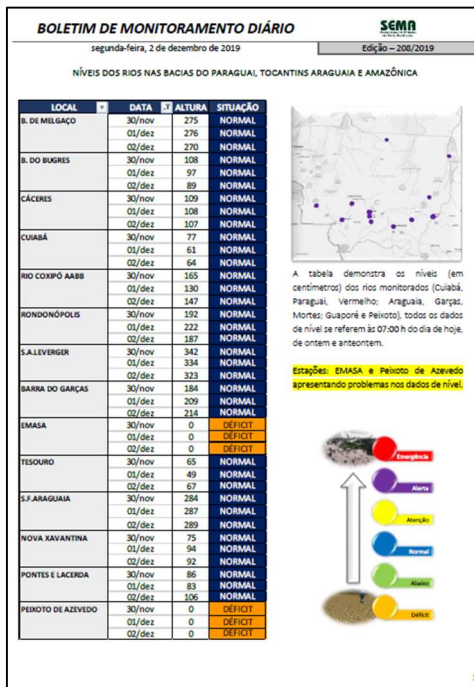 BOLETIM DE MONITORAMENTO DIÁRIO
SEMA
segunda-feira, 2 de dezembro de 2019
Edição – 208/2019
NÍVEIS DOS RIOS NAS BACIAS DO PARAGUAI, TOCANTINS ARAGUAIA E AMAZÔNICA
LOCAL DATA ALTURA SITUAÇÃO
B. DE MELGAÇO 30/nov 275 NORMAL
01/dez 276 NORMAL
02/dez 270 NORMAL
B. DO BUGRES 30/nov 108 NORMAL
01/dez 97 NORMAL
02/dez 89 NORMAL
CÁCERES 30/nov 109 NORMAL
01/dez 108 NORMAL
02/dez 107 NORMAL
CUIABÁ 30/nov 77 NORMAL
01/dez 61 NORMAL
02/dez 64 NORMAL
RIO COXIPÓ AABB 30/nov 165 NORMAL
01/dez 130 NORMAL
02/dez 147 NORMAL
RONDONÓPOLIS 30/nov 192 NORMAL
01/dez 222 NORMAL
02/dez 187 NORMAL
S.A.LEVERGER 30/nov 342 NORMAL
01/dez 334 NORMAL
02/dez 323 NORMAL
BARRA DO GARÇAS 30/nov 184 NORMAL
01/dez 209 NORMAL
02/dez 214 NORMAL
EMASA 30/nov 0 DÉFICIT
01/dez 0 DÉFICIT
02/dez 0 DÉFICIT
TESOURO 30/nov 65 NORMAL
01/dez 49 NORMAL
02/dez 67 NORMAL
S.F.ARAGUAIA 30/nov 284 NORMAL
01/dez 287 NORMAL
02/dez 289 NORMAL
NOVA XAVANTINA 30/nov 75 NORMAL
01/dez 94 NORMAL
02/dez 92 NORMAL
PONTES E LACERDA 30/nov 86 NORMAL
01/dez 83 NORMAL
02/dez 106 NORMAL
PEIXOTO DE AZEVEDO 30/nov 0 DÉFICIT
01/dez 0 DÉFICIT
02/dez 0 DÉFICIT
A tabela demonstra os níveis (em
centímetros) dos rios monitorados (Cuiabá,
Paraguai, Vermelho; Araguaia, Garças,
Mortes; Guaporé e Peixoto), todos os dados
de nível se referem às 07:00 h do dia de hoje,
de ontem e anteontem.
Estações: EMASA e Peixoto de Azevedo
apresentando problemas nos dados de nível.
Emergência
Alerta
Atenção
Normal
Abaixo
Déficit